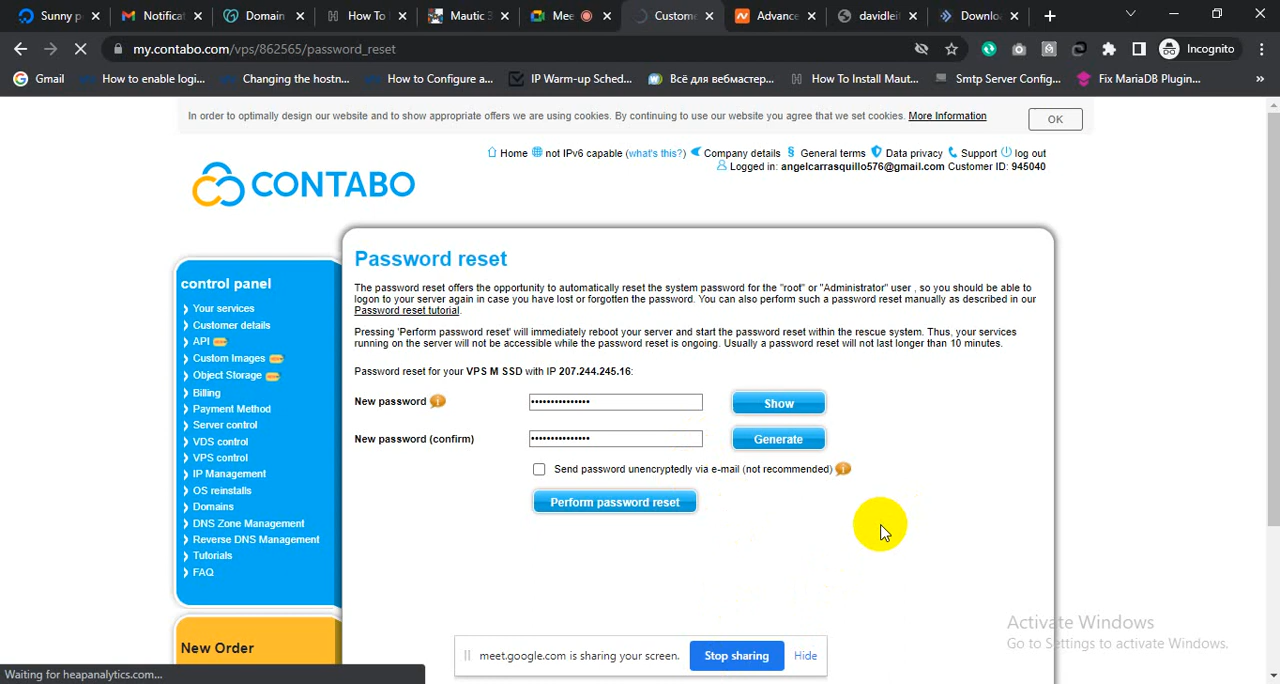 Sunny p
Notificat
Domain
How To
Mautic 3
Mee
Custome
Advance
davidleit
Downlo
my.contabo.com/vps/862565/password_reset
Incognito
Gmail
How to enable logi...
Changing the hostn...
How to Configure a...
IP Warm-up Sched...
Всё для вебмастер...
How To Install Maut...
Smtp Server Config...
Fix MariaDB Plugin...
»
In order to optimally design our website and to show appropriate offers we are using cookies. By continuing to use our website you agree that we set cookies. More Information
OK
Home not IPv6 capable (what's this?) Company details § General terms Data privacy Support log out
Logged in: angelcarrasquillo576@gmail.com Customer ID: 945040
CONTABO
control panel
Your services
Customer details
API
Custom Images
Object Storage
Billing
Payment Method
Server control
VDS control
VPS control
IP Management
OS reinstalls
Domains
DNS Zone Management
Reverse DNS Management
Tutorials
FAQ
New Order
Password reset
The password reset offers the opportunity to automatically reset the system password for the "root" or "Administrator" user , so you should be able to
logon to your server again in case you have lost or forgotten the password. You can also perform such a password reset manually as described in our
Password reset tutorial.
Pressing 'Perform password reset' will immediately reboot your server and start the password reset within the rescue system. Thus, your services
running on the server will not be accessible while the password reset is ongoing. Usually a password reset will not last longer than 10 minutes.
Password reset for your VPS M SSD with IP 207.244.245.16:
New password
Show
New password (confirm)
Generate
Send password unencryptedly via e-mail (not recommended)
Perform password reset
Activate Windows
Go to Settings to activate Windows.
meet.google.com is sharing your screen.
Stop sharing
Hide
Waiting for heapanalytics.com...